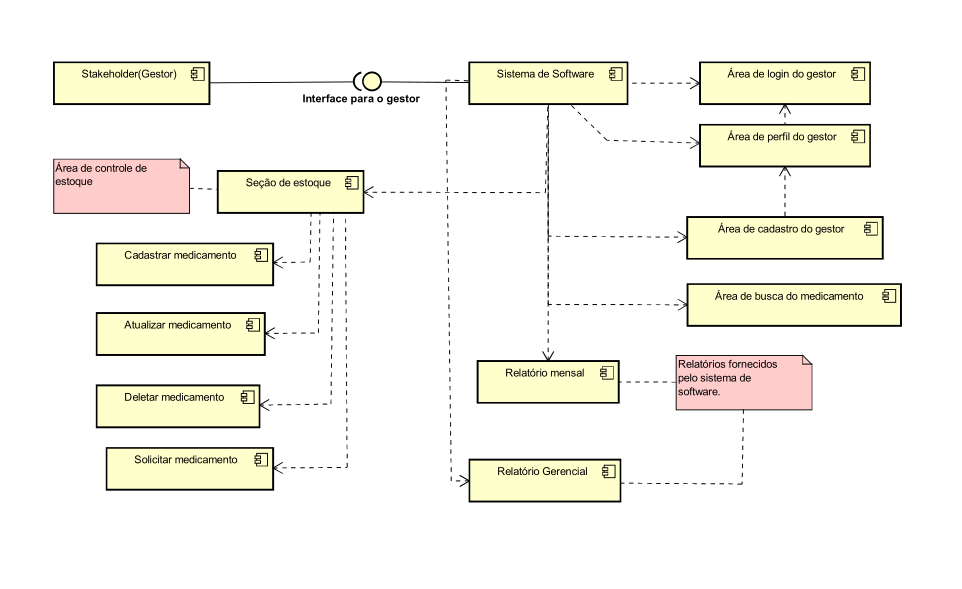 Stakeholder(Gestor)
Interface para o gestor
Sistema de Software
Área de login do gestor
Área de perfil do gestor
Área de controle de
estoque
Seção de estoque
Área de cadastro do gestor
Cadastrar medicamento
Área de busca do medicamento
Atualizar medicamento
Relatório mensal
Relatórios fornecidos
pelo sistema de
software.
Deletar medicamento
Solicitar medicamento
Relatório Gerencial